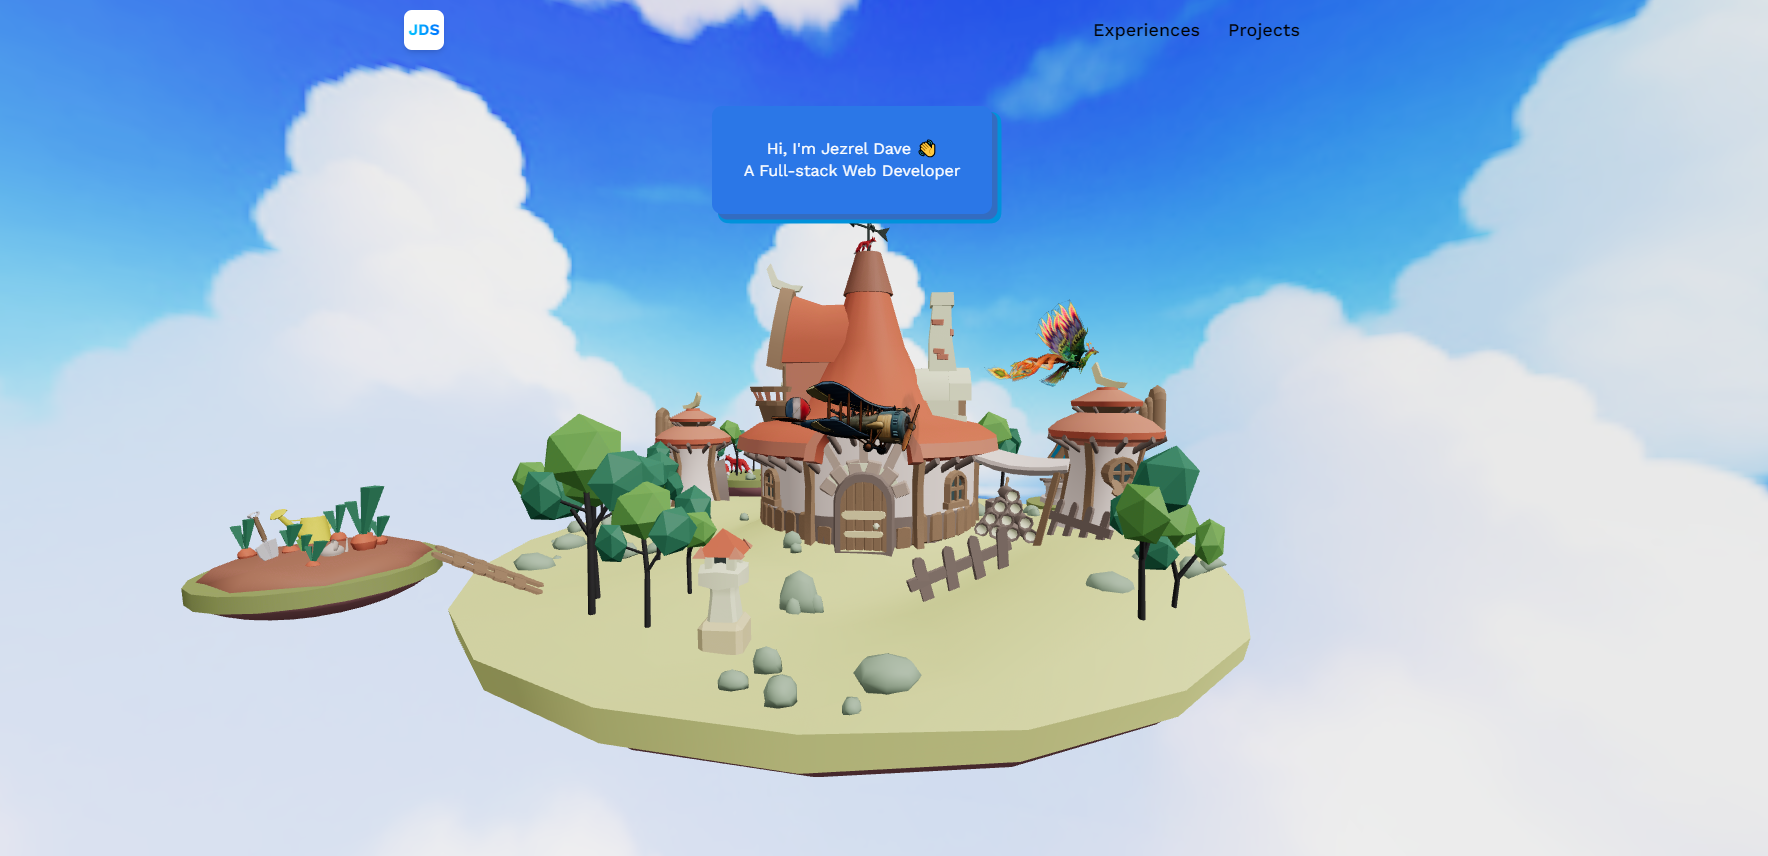 JDS
Experiences
Projects
Hi, I'm Jezrel Dave 👋
A Full-stack Web Developer